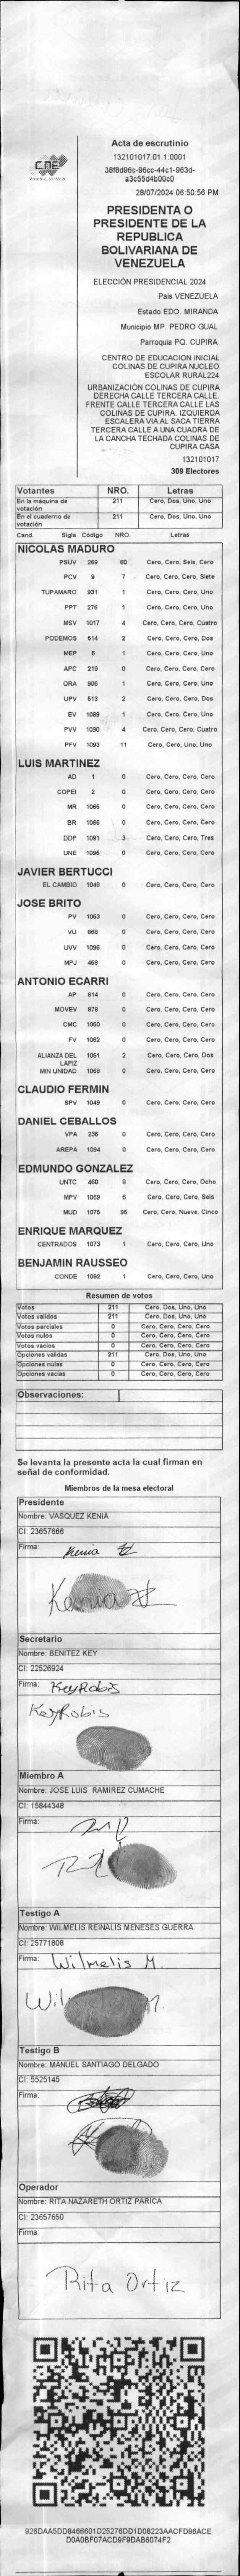 CNE
Acta de escrutinio
132101017.01.1.0001
38f8d96c-96cc-44c1-963d-
a3c55d4b00c0
28/07/2024 06:50:56 PM
PRESIDENTA O
PRESIDENTE DE LA
REPUBLICA
BOLIVARIANA DE
VENEZUELA
ELECCIÓN PRESIDENCIAL 2024
Pais VENEZUELA
Estado EDO. MIRANDA
Municipio MP. PEDRO GUAL
Parroquia PQ. CUPIRA
CENTRO DE EDUCACION INICIAL
COLINAS DE CUPIRA NUCLEO
ESCOLAR RURAL224
URBANIZACION COLINAS DE CUPIRA
DERECHA CALLE TERCERA CALLE.
FRENTE CALLE TERCERA CALLE LAS
COLINAS DE CUPIRA. IZQUIERDA
ESCALERA VIA AL SACA TIERRA
TERCERA CALLE A UNA CUADRA DE
LA CANCHA TECHADA COLINAS DE
CUPIRA CASA
132101017
309 Electores
Votantes NRO. Letras
En la máquina de votación 211 Cero, Dos, Uno, Uno
En el cuaderno de votación 211 Cero, Dos, Uno, Uno
Cand. Sigla Código NRO. Letras
NICOLAS MADURO
PSUV 269 60 Cero, Cero, Seis, Cero
PCV 9 7 Cero, Cero, Cero, Siete
TUPAMARO 931 1 Cero, Cero, Cero, Uno
PPT 276 1 Cero, Cero, Cero, Uno
MSV 1017 4 Cero, Cero, Cero, Cuatro
PODEMOS 514 2 Cero, Cero, Cero, Dos
MEP 6 1 Cero, Cero, Cero, Uno
APC 219 0 Cero, Cero, Cero, Cero
ORA 906 1 Cero, Cero, Cero, Uno
UPV 513 2 Cero, Cero, Cero, Dos
EV 1088 1 Cero, Cero, Cero, Uno
PVV 1090 4 Cero, Cero, Cero, Cuatro
PFV 1093 11 Cero, Cero, Uno, Uno
LUIS MARTINEZ
AD 1 0 Cero, Cero, Cero, Cero
COPEI 2 0 Cero, Cero, Cero, Cero
MR 1065 0 Cero, Cero, Cero, Cero
BR 1066 0 Cero, Cero, Cero, Cero
DDP 1091 3 Cero, Cero, Cero, Tres
UNE 1095 0 Cero, Cero, Cero, Cero
JAVIER BERTUCCI
EL CAMBIO 1048 0 Cero, Cero, Cero, Cero
JOSE BRITO
PV 1053 0 Cero, Cero, Cero, Cero
VU 868 0 Cero, Cero, Cero, Cero
UVV 1096 0 Cero, Cero, Cero, Cero
MPJ 458 0 Cero, Cero, Cero, Cero
ANTONIO ECARRI
AP 614 0 Cero, Cero, Cero, Cero
MOVEV 878 0 Cero, Cero, Cero, Cero
CMC 1050 0 Cero, Cero, Cero, Cero
FV 1052 0 Cero, Cero, Cero, Cero
ALIANZA DEL LAPIZ 1051 2 Cero, Cero, Cero, Dos
MIN UNIDAD 1068 0 Cero, Cero, Cero, Cero
CLAUDIO FERMIN
SPV 1049 0 Cero, Cero, Cero, Cero
DANIEL CEBALLOS
VPA 236 0 Cero, Cero, Cero, Cero
AREPA 1094 0 Cero, Cero, Cero, Cero
EDMUNDO GONZALEZ
UNTC 460 8 Cero, Cero, Cero, Ocho
MPV 1069 6 Cero, Cero, Cero, Seis
MUD 1075 95 Cero, Cero, Nueve, Cinco
ENRIQUE MARQUEZ
CENTRADOS 1073 1 Cero, Cero, Cero, Uno
BENJAMIN RAUSSEO
CONDE 1092 1 Cero, Cero, Cero, Uno
Resumen de votos
Votos 211 Cero, Dos, Uno, Uno
Votos validos 211 Cero, Dos, Uno, Uno
Votos parciales 0 Cero, Cero, Cero, Cero
Votos nulos 0 Cero, Cero, Cero, Cero
Votos vacios 0 Cero, Cero, Cero, Cero
Opciones validas 211 Cero, Dos, Uno, Uno
Opciones nulas 0 Cero, Cero, Cero, Cero
Opciones vacias 0 Cero, Cero, Cero, Cero
Observaciones:
Se levanta la presente acta la cual firman en
señal de conformidad.
Miembros de la mesa electoral
Presidente
Nombre: VASQUEZ KENIA
CI: 23657666
Firma: Kenia
Kenia
Secretario
Nombre: BENITEZ KEY
CI: 22526924
Firma: KeyRobis
KeyRobis
Miembro A
Nombre: JOSE LUIS RAMIREZ CUMACHE
CI: 15844348
Firma:
Testigo A
Nombre: WILMELIS REINALIS MENESES GUERRA
CI: 25771808
Firma: Wilmelis M.
Testigo B
Nombre: MANUEL SANTIAGO DELGADO
CI: 5525145
Firma:
Operador
Nombre: RITA NAZARETH ORTIZ PARICA
CI: 23657650
Firma:
Rita Ortiz
926DAA5DD8466601D25276DD1D08223AACFD96ACE
D0A0BF07ACD9F9DAB6074F2